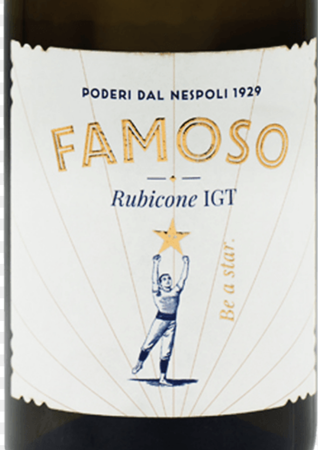 PODERI DAL NESPOLI 1929
FAMOSO
Rubicone IGT
Be a star.